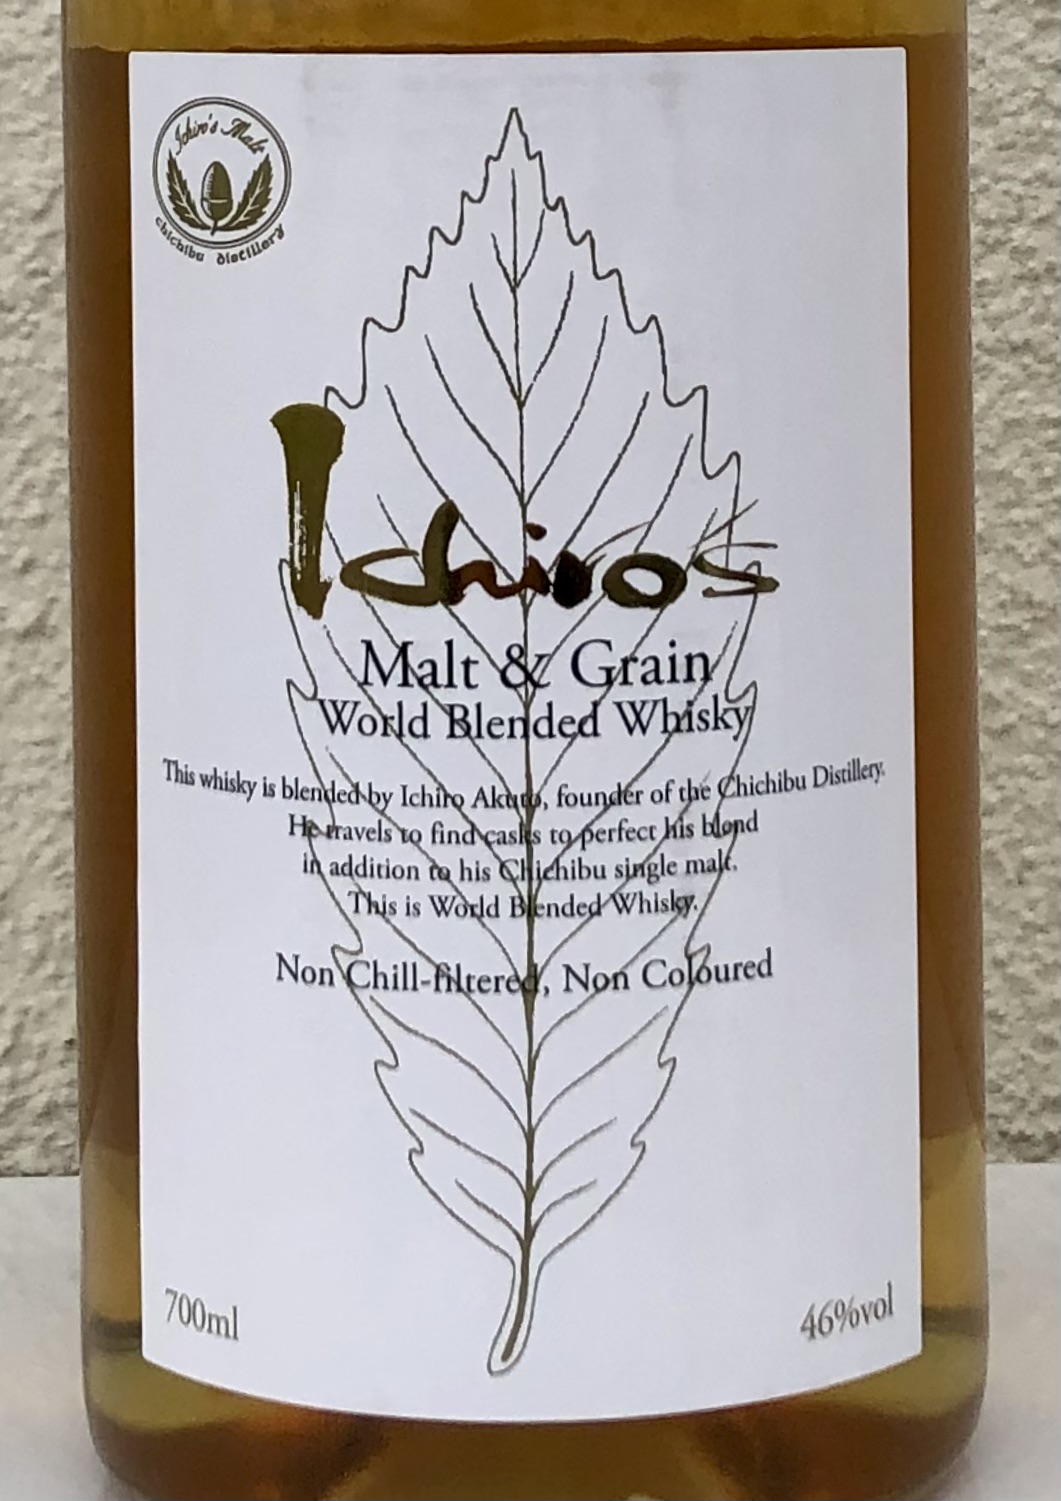 Ichiro's Malt
chichibu distillery
Ichiro's
Malt & Grain
World Blended Whisky
This whisky is blended by Ichiro Akuto, founder of the Chichibu Distillery.
He travels to find casks to perfect his blend
in addition to his Chichibu single malt.
This is World Blended Whisky.
Non Chill-filtered, Non Coloured
700ml
46%vol